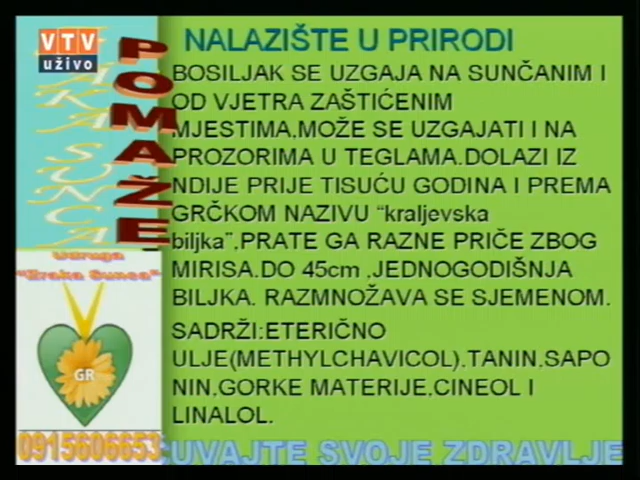 VTV
uživo
POMAŽE
NALAZIŠTE U PRIRODI
BOSILJAK SE UZGAJA NA SUNČANIM I
OD VJETRA ZAŠTIĆENIM
MJESTIMA,MOŽE SE UZGAJATI I NA
PROZORIMA U TEGLAMA.DOLAZI IZ
NDIJE PRIJE TISUĆU GODINA I PREMA
GRČKOM NAZIVU “kraljevska
biljka”,PRATE GA RAZNE PRIČE ZBOG
MIRISA.DO 45cm ,JEDNOGODIŠNJA
BILJKA. RAZMNOŽAVA SE SJEMENOM.
SADRŽI:ETERIČNO
ULJE(METHYLCHAVICOL),TANIN,SAPO
NIN,GORKE MATERIJE,CINEOL I
LINALOL.
Udruga
"Zraka Sunca"
GR
0915606653
UVAJTE SVOJE ZDRAVLJE